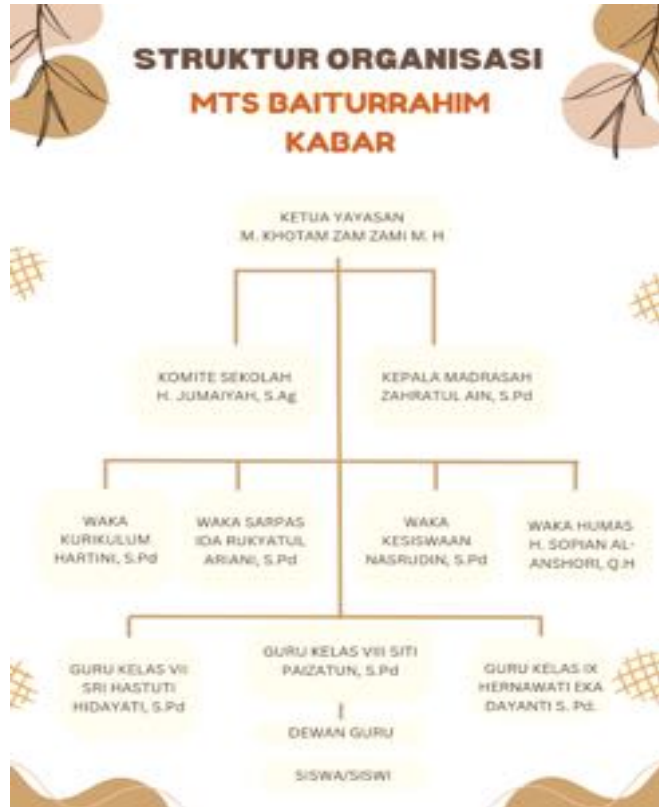 STRUKTUR ORGANISASI
MTS BAITURRAHIM
KABAR
KETUA YAYASAN
M. KHOTAM ZAM ZAMI M. H
KOMITE SEKOLAH
H. JUMAIYAH, S.Ag
KEPALA MADRASAH
ZAHRATUL AIN, S.Pd
WAKA
KURIKULUM
HARTINI, S.Pd
WAKA SARPAS
IDA RUKYATUL
ARIANI, S.Pd
WAKA
KESISWAAN
NASRUDIN, S.Pd
WAKA HUMAS
H. SOPIAN AL-
ANSHORI, Q.H
GURU KELAS VII
SRI HASTUTI
HIDAYATI, S.Pd
GURU KELAS VIII SITI
PAIZATUN, S.Pd
GURU KELAS IX
HERNAWATI EKA
DAYANTI S. Pd.
DEWAN GURU
SISWA/SISWI